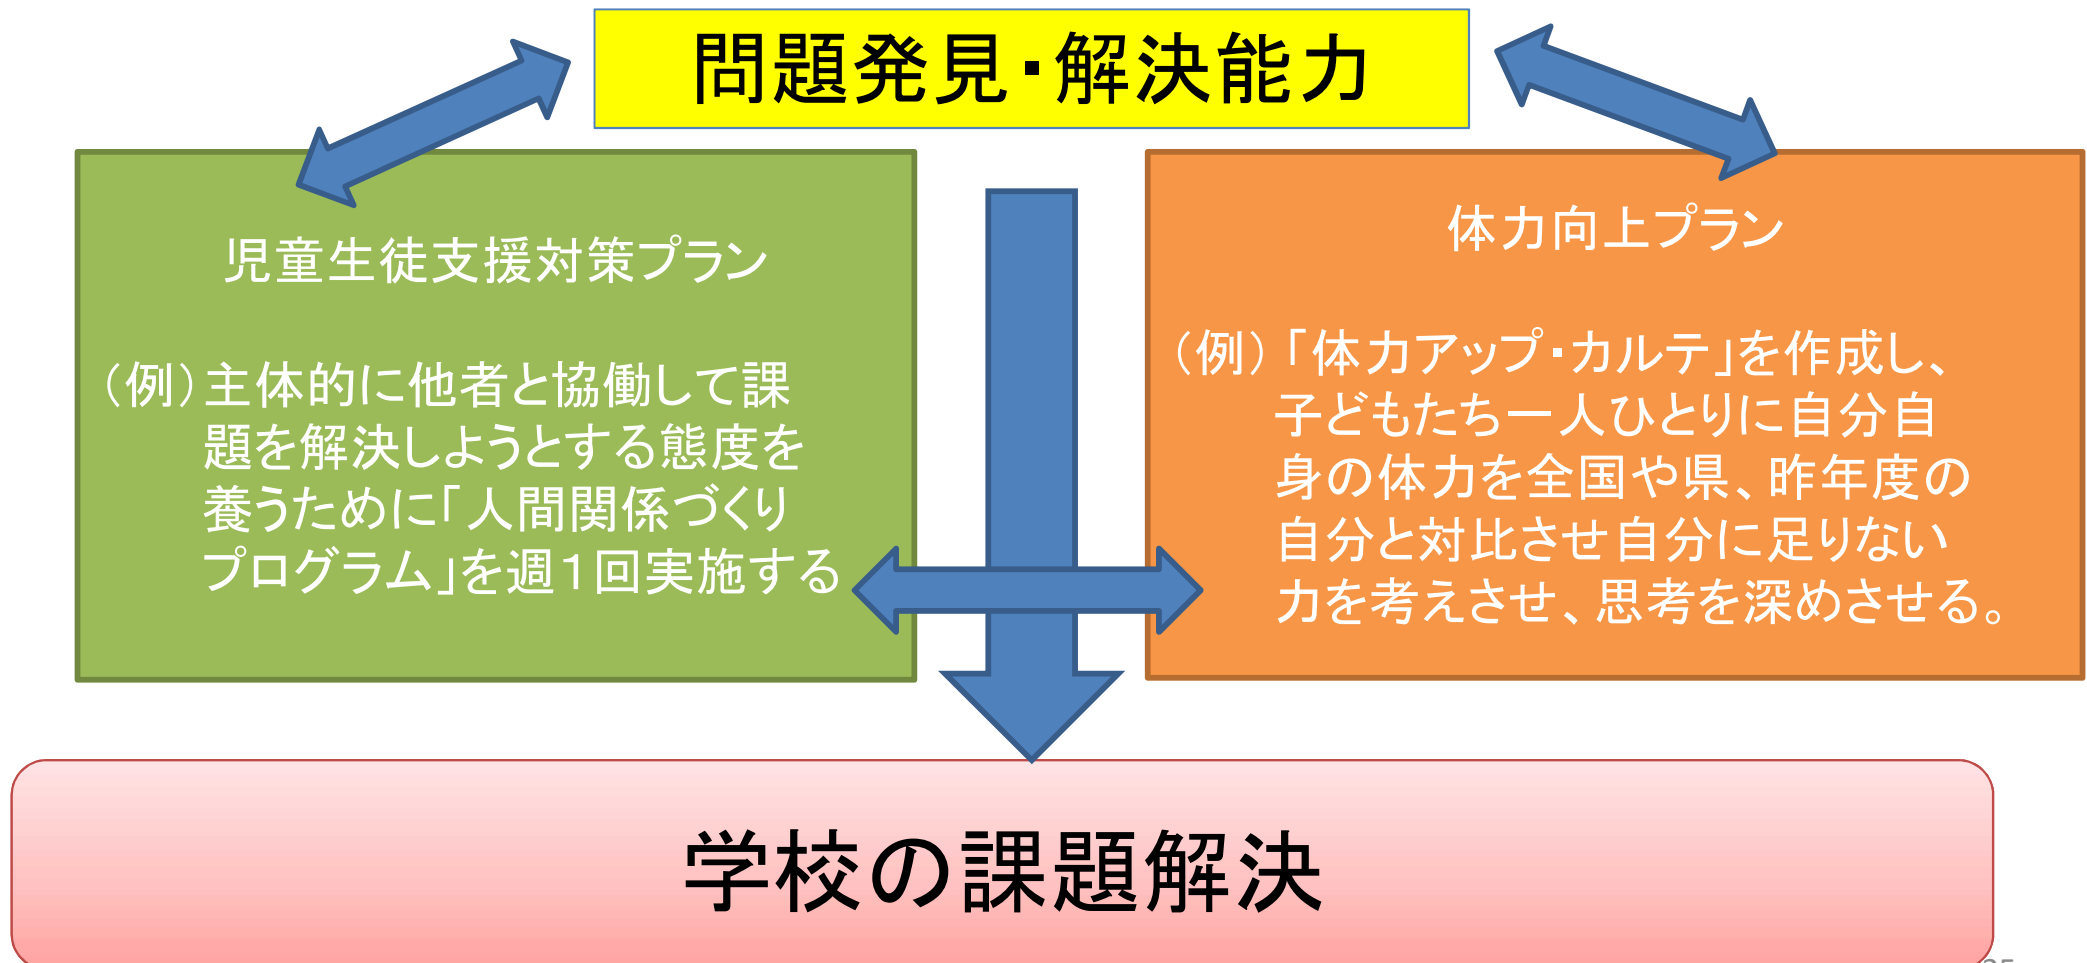 問題発見・解決能力
児童生徒支援対策プラン
（例）主体的に他者と協働して課
題を解決しようとする態度を
養うために「人間関係づくり
プログラム」を週１回実施する
体力向上プラン
（例）「体力アップ・カルテ」を作成し、
子どもたち一人ひとりに自分自
身の体力を全国や県、昨年度の
自分と対比させ自分に足りない
力を考えさせ、思考を深めさせる。
学校の課題解決